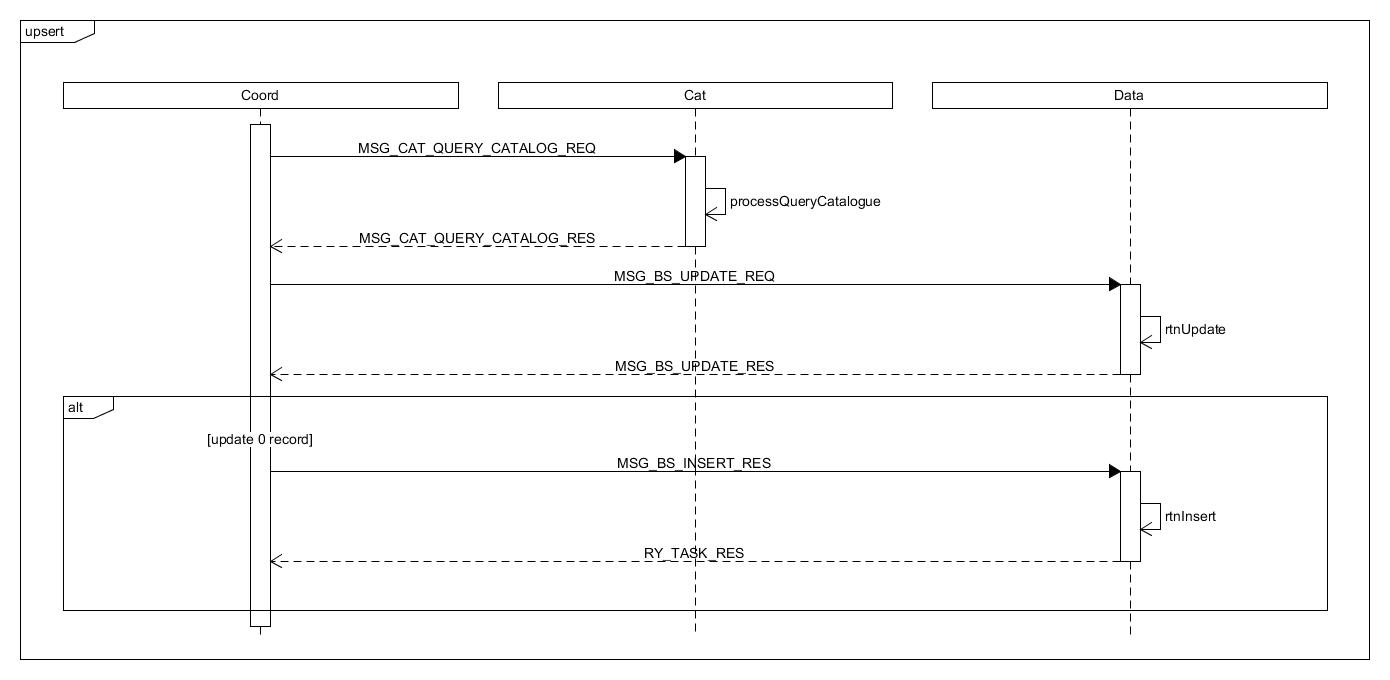 upsert
Coord
Cat
Data
MSG_CAT_QUERY_CATALOG_REQ
processQueryCatalogue
MSG_CAT_QUERY_CATALOG_RES
MSG_BS_UPDATE_REQ
rtnUpdate
MSG_BS_UPDATE_RES
alt
[update 0 record]
MSG_BS_INSERT_RES
rtnInsert
RY_TASK_RES